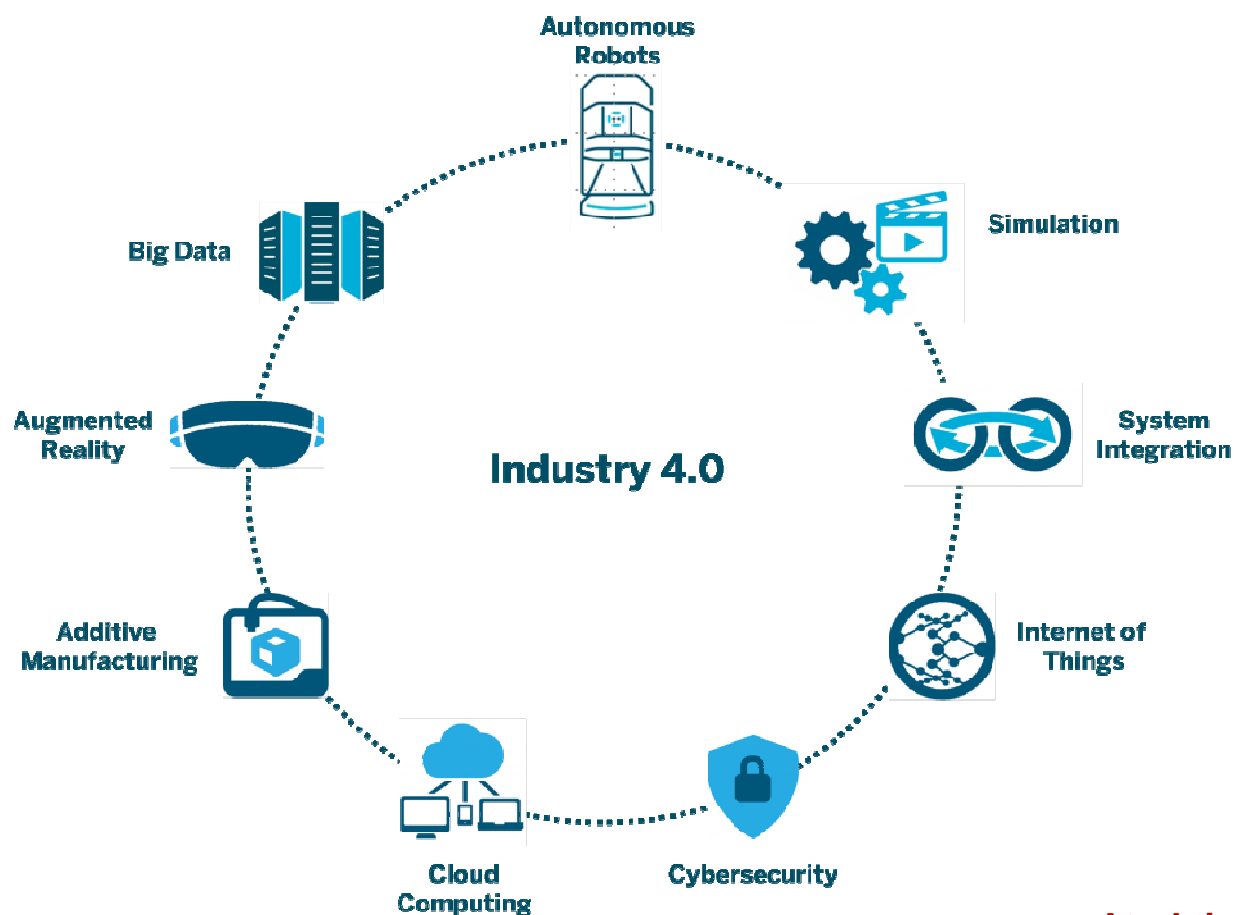 Autonomous
Robots
Simulation
Big Data
System
Integration
Augmented
Reality
Industry 4.0
Internet of
Things
Additive
Manufacturing
Cybersecurity
Cloud
Computing